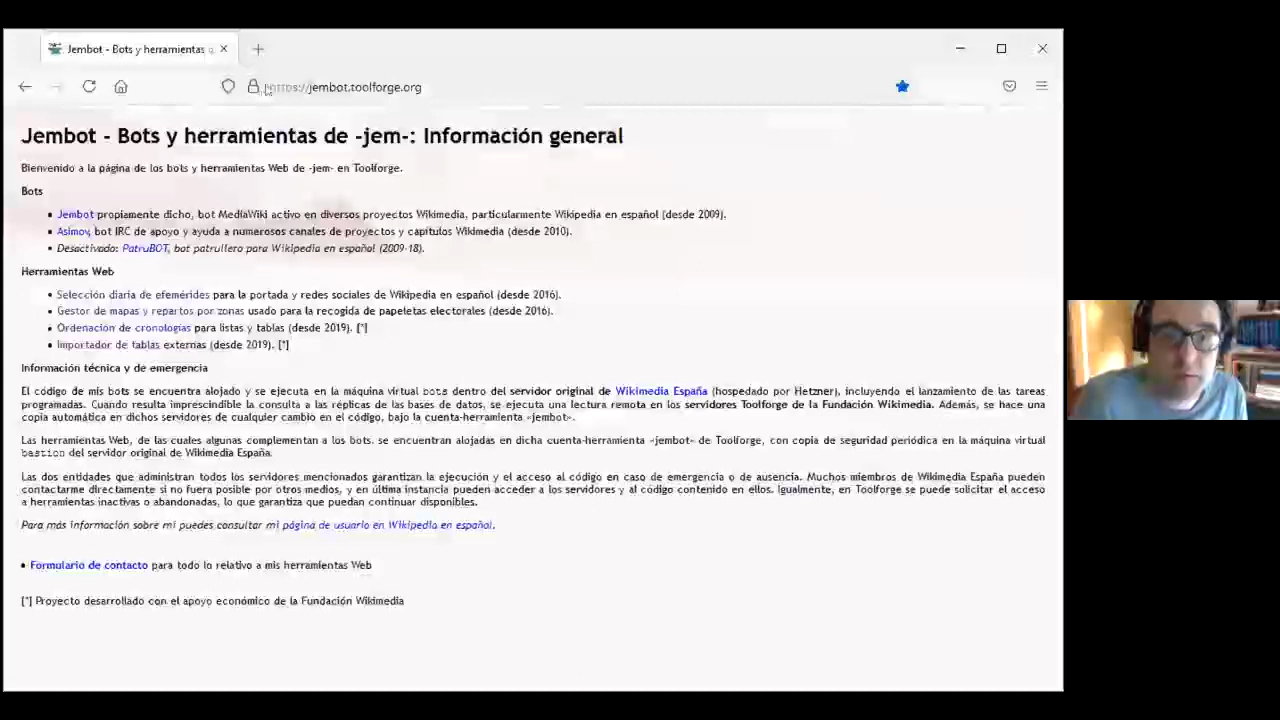 Jembot - Bots y herramientas
https://jembot.toolforge.org
Jembot - Bots y herramientas de -jem-: Información general
Bienvenido a la página de los bots y herramientas Web de -jem- en Toolforge.
Bots
• Jembot propiamente dicho, bot MediaWiki activo en diversos proyectos Wikimedia, particularmente Wikipedia en español (desde 2009).
• Asimov, bot IRC de apoyo y ayuda a numerosos canales de proyectos y capítulos Wikimedia (desde 2010).
• Desactivado: PatruBOT, bot patrullero para Wikipedia en español (2009-18).
Herramientas Web
• Selección diaria de efemérides para la portada y redes sociales de Wikipedia en español (desde 2016).
• Gestor de mapas y repartos por zonas usado para la recogida de papeletas electorales (desde 2016).
• Ordenación de cronologías para listas y tablas (desde 2019). [*]
• Importador de tablas externas (desde 2019). [*]
Información técnica y de emergencia
El código de mis bots se encuentra alojado y se ejecuta en la máquina virtual bots dentro del servidor original de Wikimedia España (hospedado por Hetzner), incluyendo el lanzamiento de las tareas
programadas. Cuando resulta imprescindible la consulta a las réplicas de las bases de datos, se ejecuta una lectura remota en los servidores Toolforge de la Fundación Wikimedia. Además, se hace una
copia automática en dichos servidores de cualquier cambio en el código, bajo la cuenta-herramienta «jembot».
Las herramientas Web, de las cuales algunas complementan a los bots, se encuentran alojadas en dicha cuenta-herramienta «jembot» de Toolforge, con copia de seguridad periódica en la máquina virtual
bastion del servidor original de Wikimedia España.
Las dos entidades que administran todos los servidores mencionados garantizan la ejecución y el acceso al código en caso de emergencia o de ausencia. Muchos miembros de Wikimedia España pueden
contactarme directamente si no fuera posible por otros medios, y en última instancia pueden acceder a los servidores y al código contenido en ellos. Igualmente, en Toolforge se puede solicitar el acceso
a herramientas inactivas o abandonadas, lo que garantiza que puedan continuar disponibles.
Para más información sobre mí puedes consultar mi página de usuario en Wikipedia en español.
• Formulario de contacto para todo lo relativo a mis herramientas Web
[*] Proyecto desarrollado con el apoyo económico de la Fundación Wikimedia